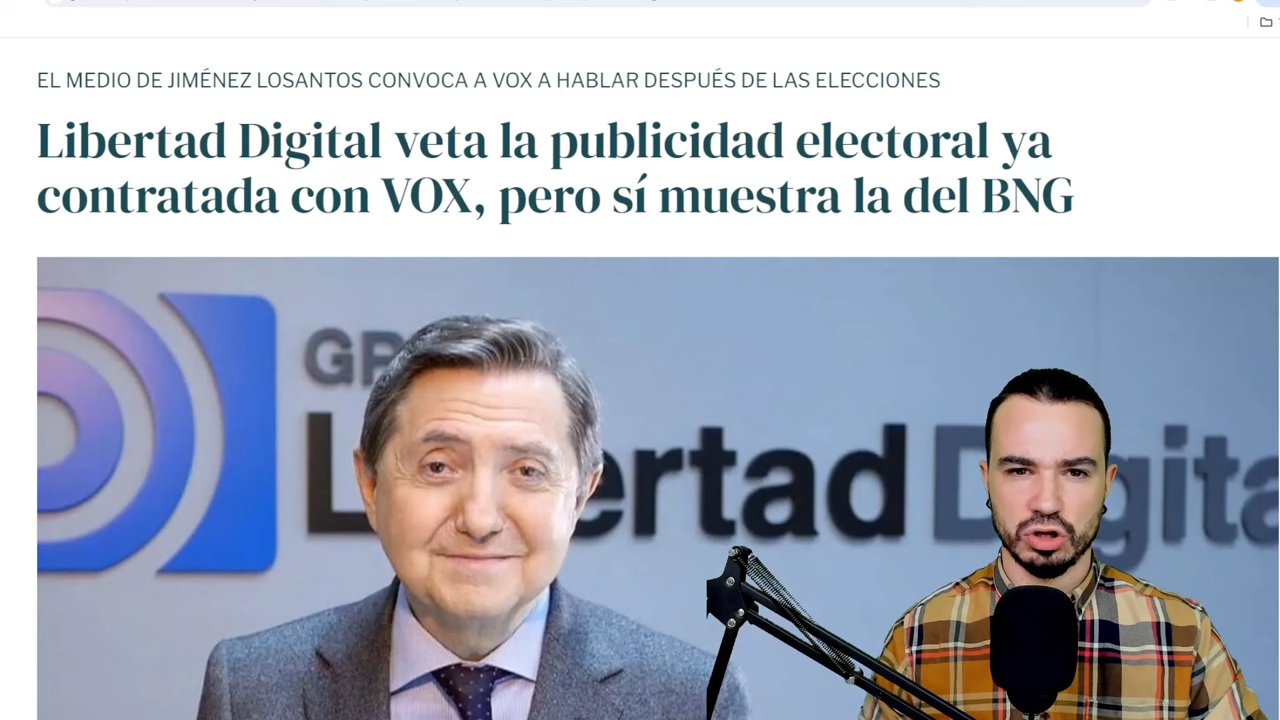 EL MEDIO DE JIMÉNEZ LOSANTOS CONVOCA A VOX A HABLAR DESPUÉS DE LAS ELECCIONES
Libertad Digital veta la publicidad electoral ya
contratada con VOX, pero sí muestra la del BNG